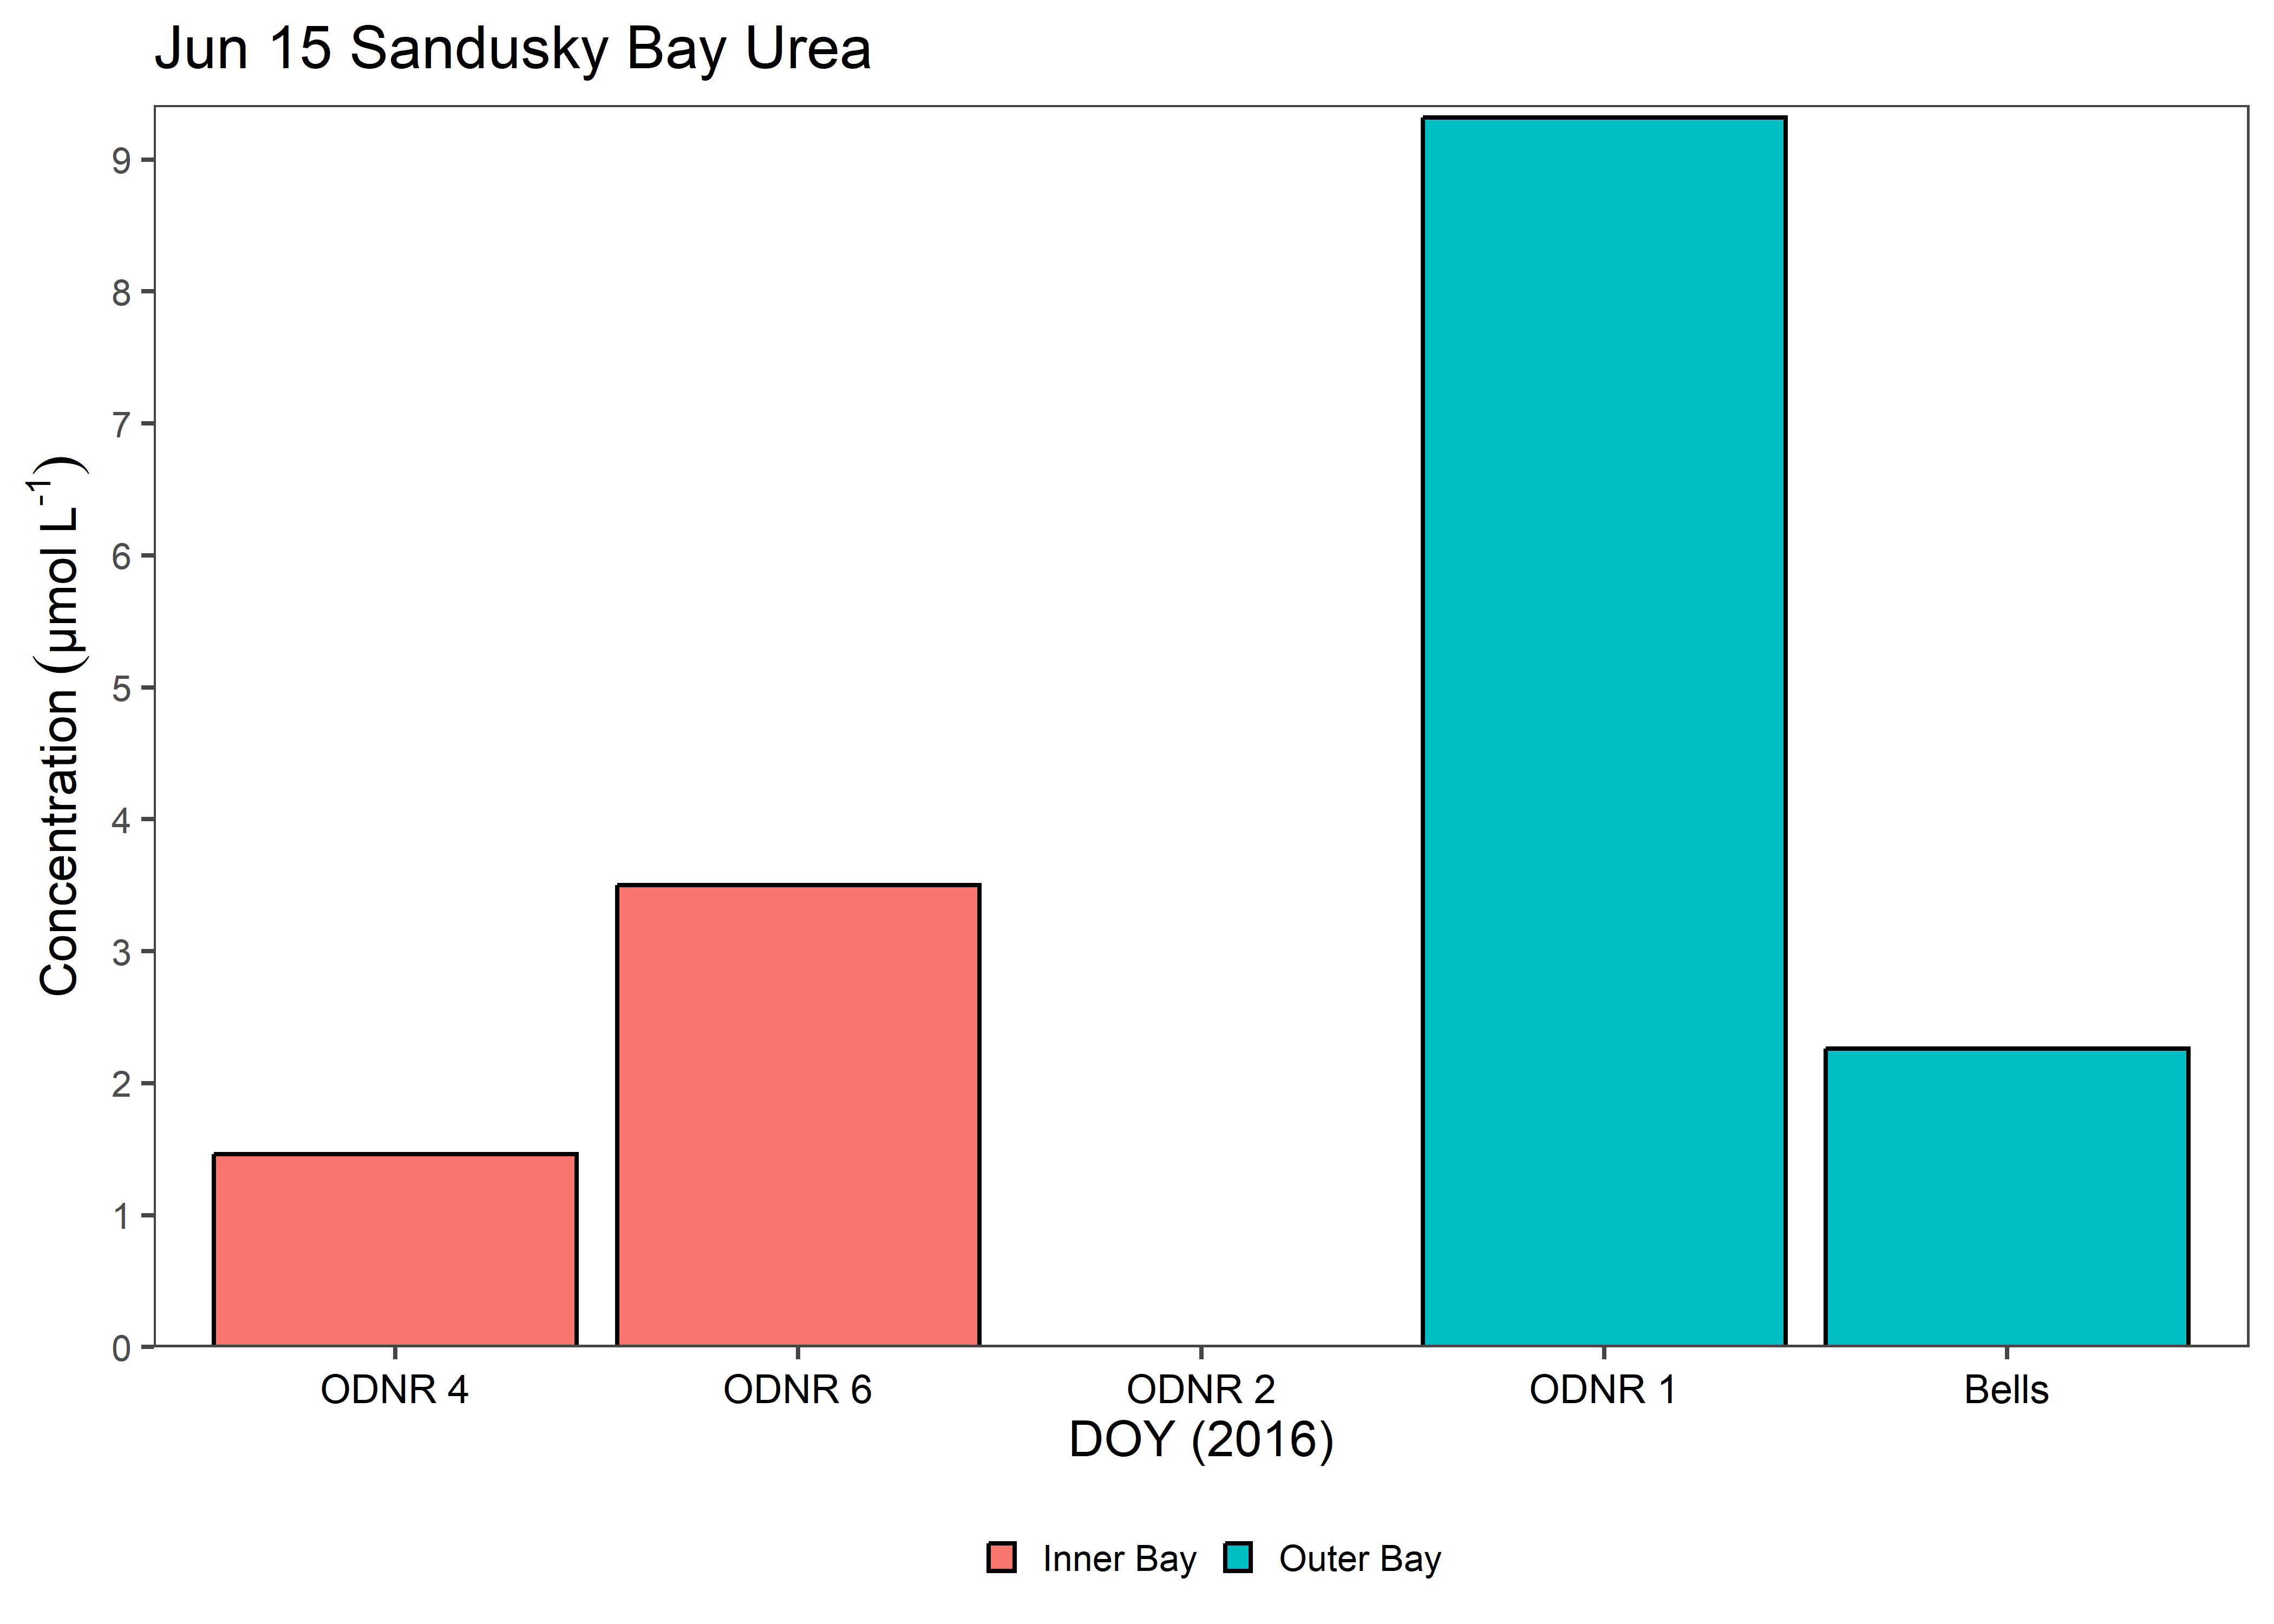 Jun 15 Sandusky Bay Urea
Concentration (µmol L⁻¹)
9
8
7
6
5
4
3
2
1
0
ODNR 4 ODNR 6 ODNR 2 ODNR 1 Bells
DOY (2016)
Inner Bay Outer Bay